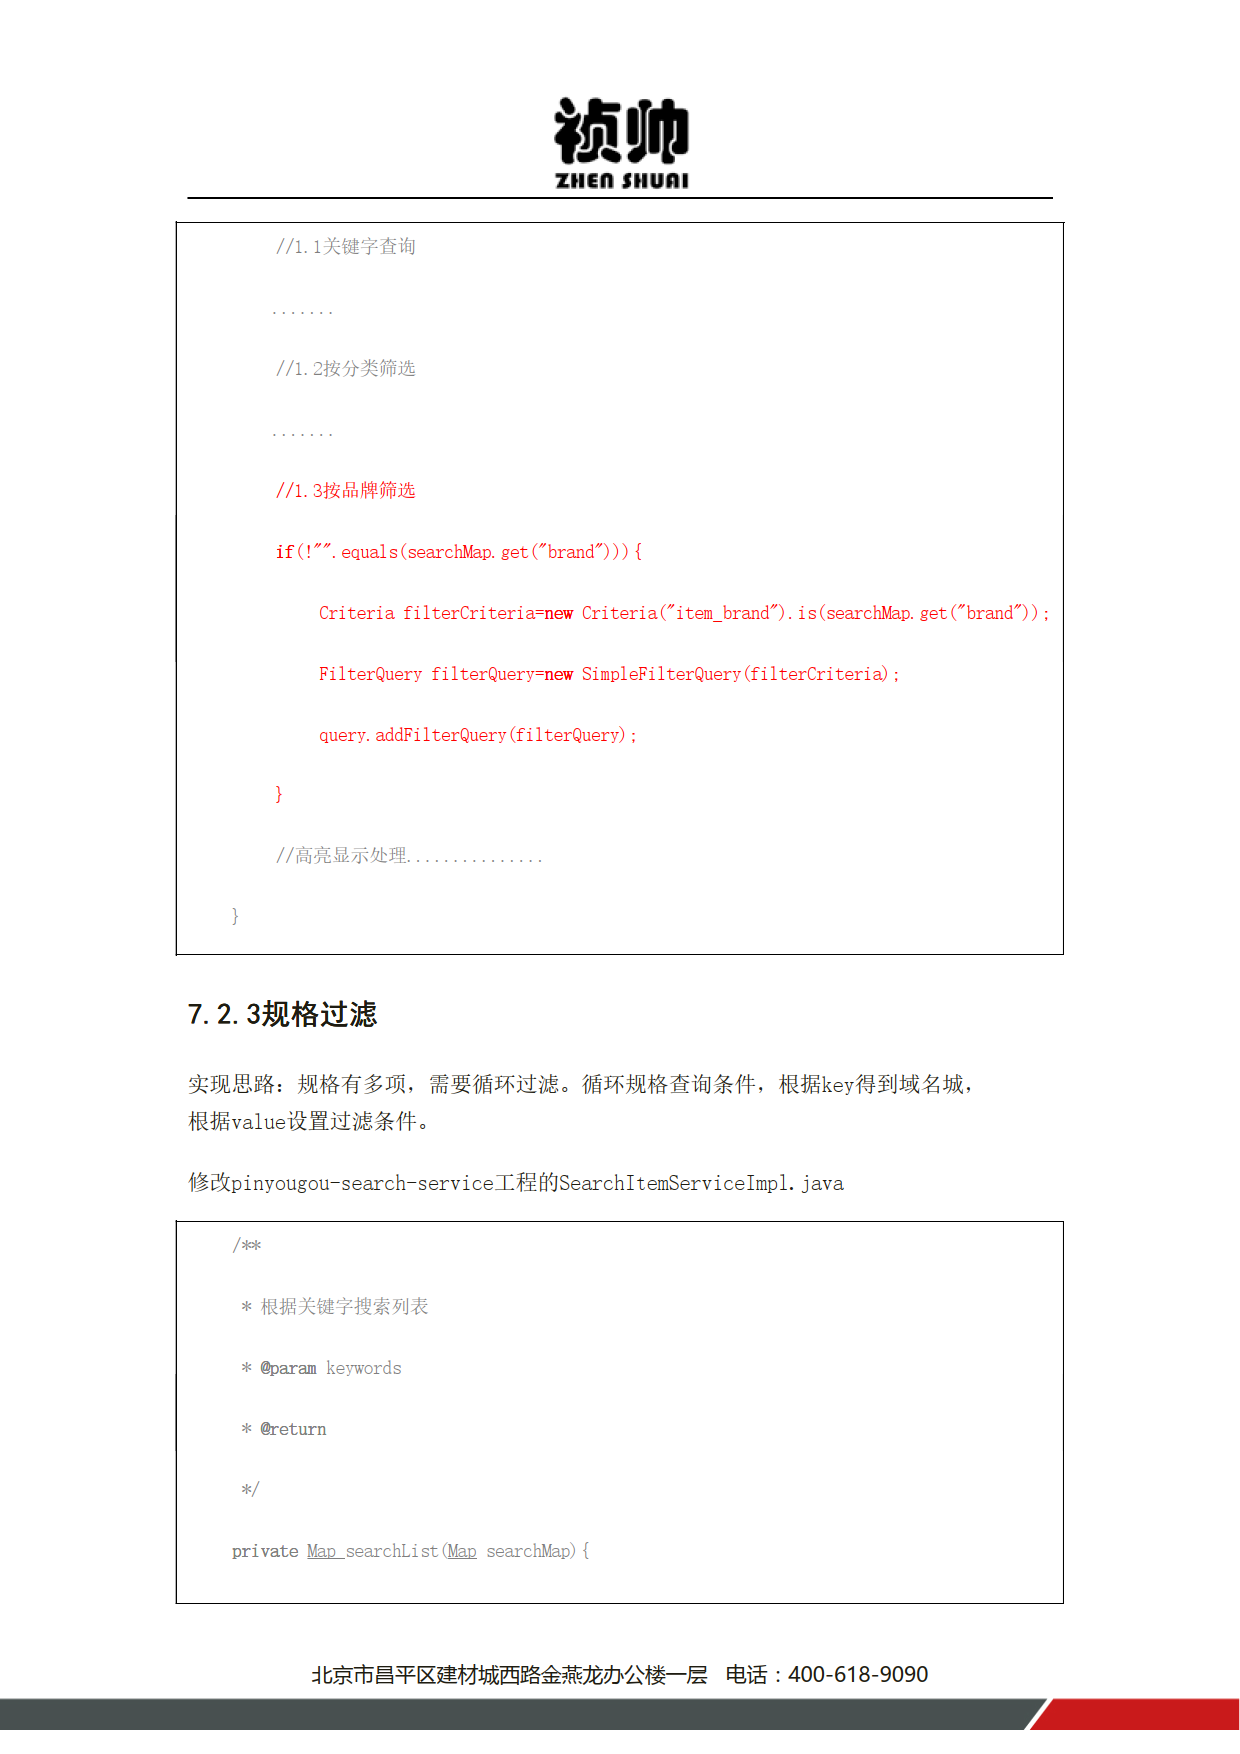 祯帅
ZHEN SHUAI
//1.1关键字查询
.......
//1.2按分类筛选
.......
//1.3按品牌筛选
if(!"".equals(searchMap.get("brand"))){
Criteria filterCriteria=new Criteria("item_brand").is(searchMap.get("brand"));
FilterQuery filterQuery=new SimpleFilterQuery(filterCriteria);
query.addFilterQuery(filterQuery);
}
//高亮显示处理...............
}
7.2.3规格过滤
实现思路：规格有多项，需要循环过滤。循环规格查询条件，根据key得到域名城，
根据value设置过滤条件。
修改pinyougou-search-service工程的SearchItemServiceImpl.java
/**
* 根据关键字搜索列表
* @param keywords
* @return
*/
private Map searchList(Map searchMap){
北京市昌平区建材城西路金燕龙办公楼一层 电话：400-618-9090